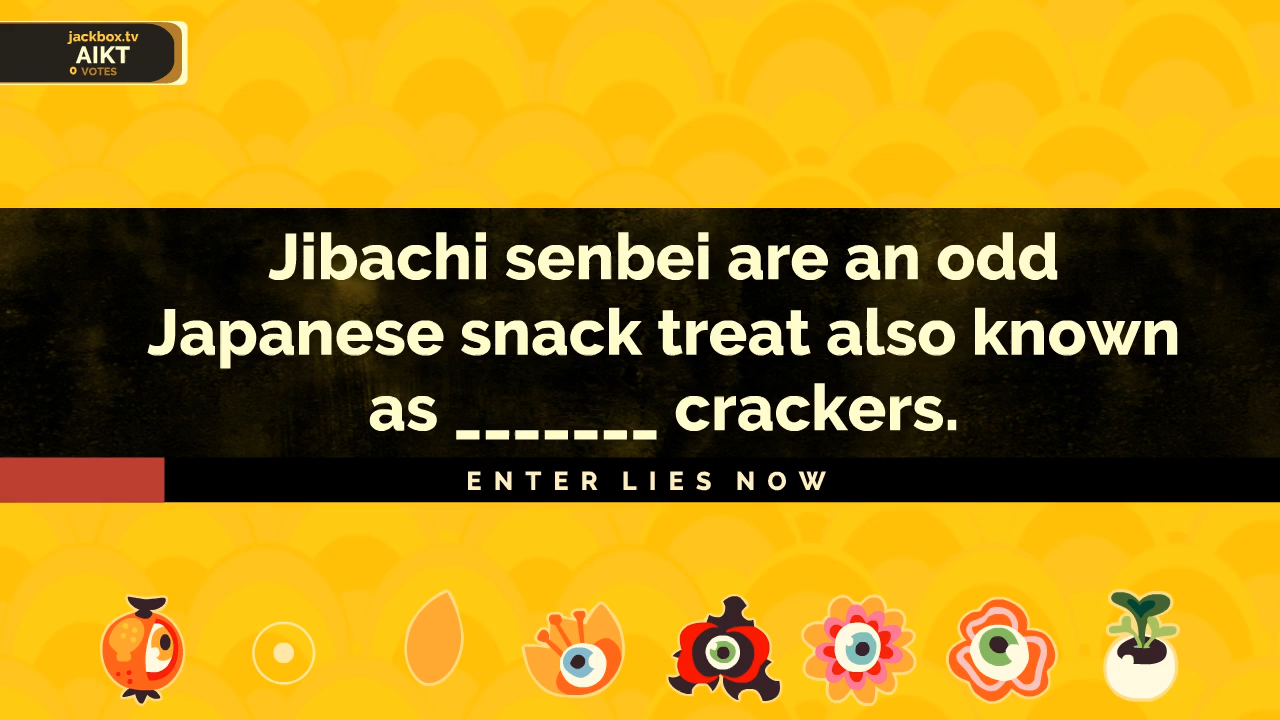 jackbox.tv
AIKT
0 VOTES
Jibachi senbei are an odd
Japanese snack treat also known
as _______ crackers.
ENTER LIES NOW